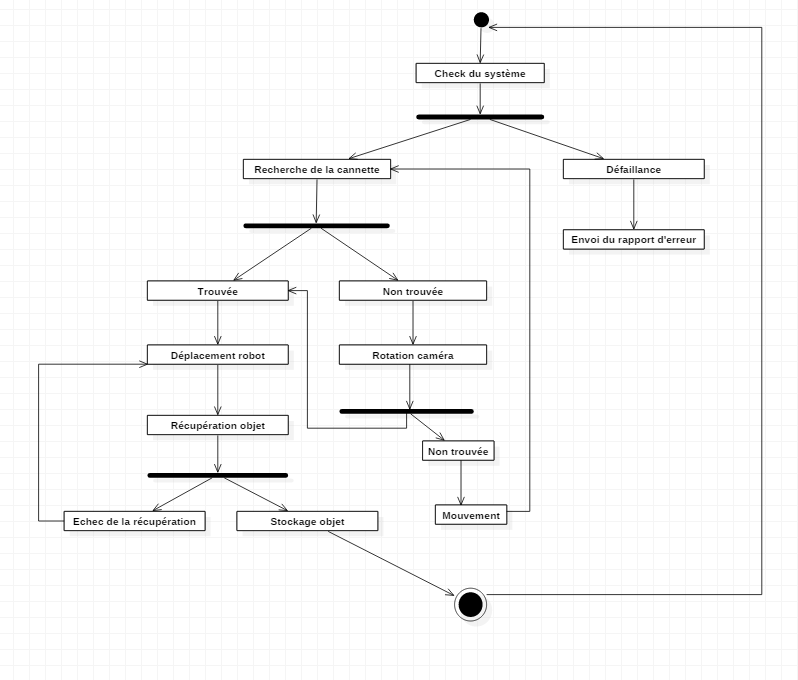 Check du système
Recherche de la cannette
Défaillance
Envoi du rapport d'erreur
Trouvée
Non trouvée
Déplacement robot
Rotation caméra
Récupération objet
Non trouvée
Echec de la récupération
Stockage objet
Mouvement